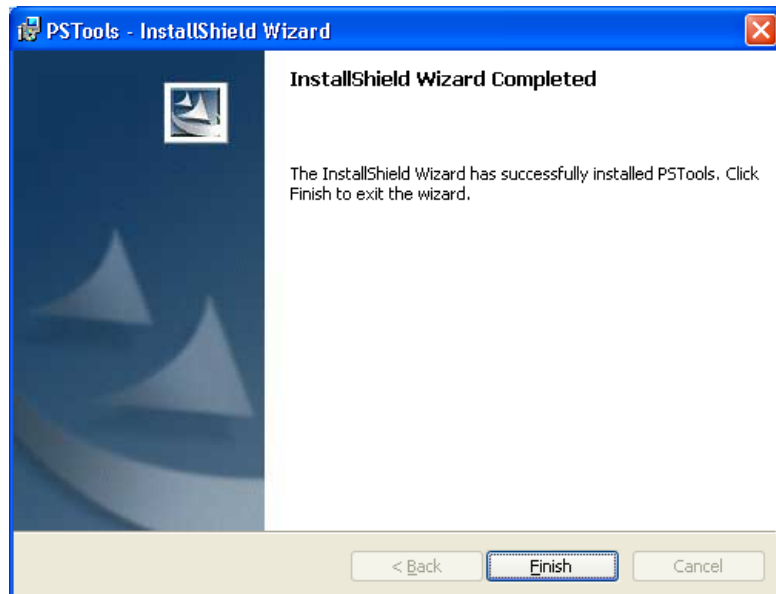 PSTools - InstallShield Wizard
InstallShield Wizard Completed
The InstallShield Wizard has successfully installed PSTools. Click
Finish to exit the wizard.
< Back
Finish
Cancel